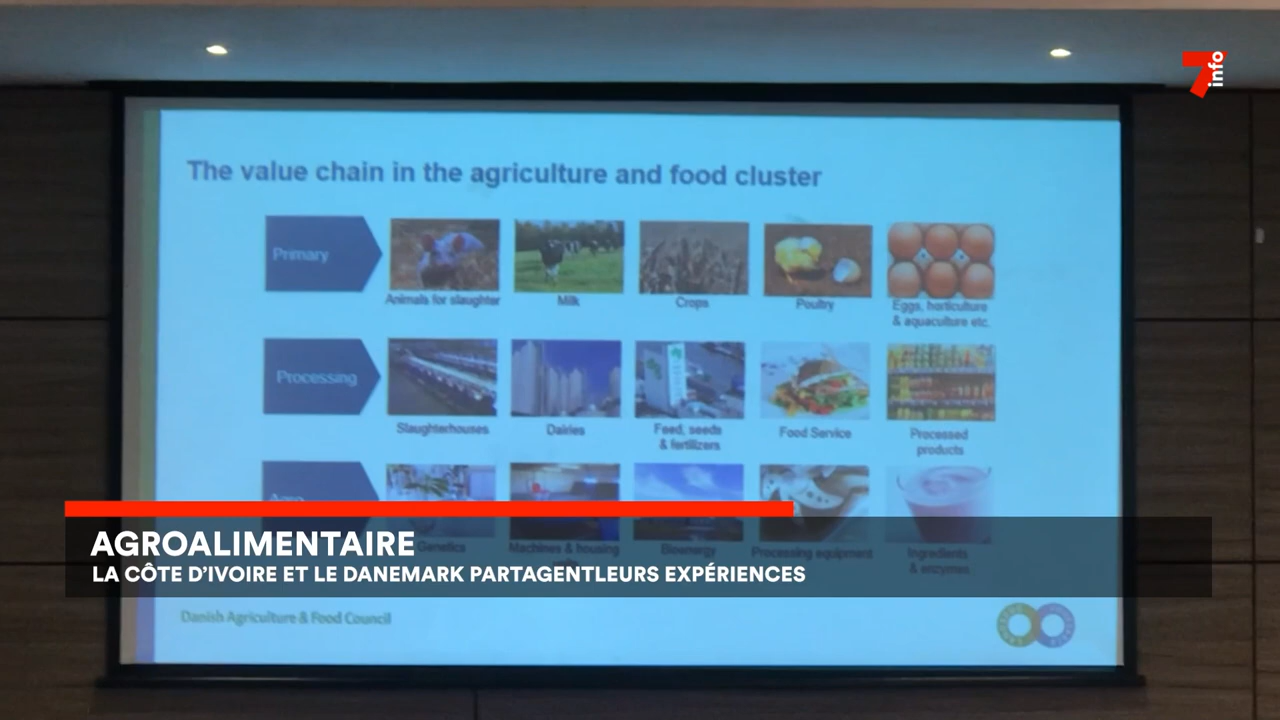 7info
The value chain in the agriculture and food cluster
Primary
Animals for slaughter
Milk
Crops
Poultry
Eggs, horticulture
& aquaculture etc.
Processing
Slaughterhouses
Dairies
Feed, seeds
& fertilizers
Food Service
Processed
products
Agro
Genetics
Machines & housing
Bioenergy
Processing equipment
Ingredients
& enzymes
AGROALIMENTAIRE
LA CÔTE D'IVOIRE ET LE DANEMARK PARTAGENTLEURS EXPÉRIENCES
Danish Agriculture & Food Council